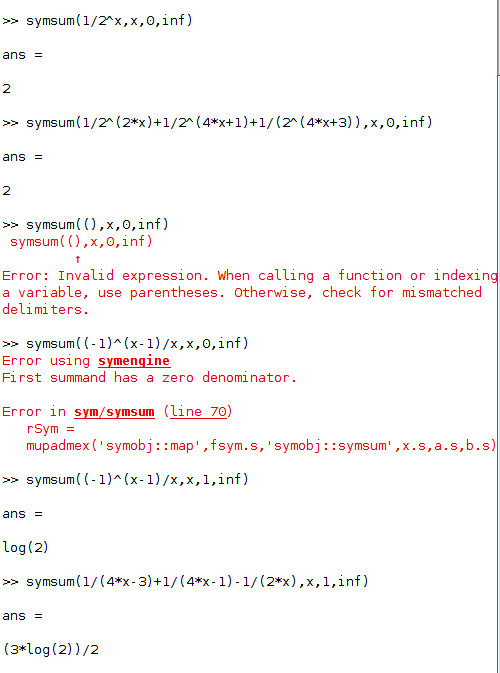 >> symsum(1/2^x,x,0,inf)
ans =
2
>> symsum(1/2^(2*x)+1/2^(4*x+1)+1/(2^(4*x+3)),x,0,inf)
ans =
2
>> symsum((),x,0,inf)
symsum((),x,0,inf)
↑
Error: Invalid expression. When calling a function or indexing
a variable, use parentheses. Otherwise, check for mismatched
delimiters.
>> symsum((-1)^(x-1)/x,x,0,inf)
Error using symengine
First summand has a zero denominator.
Error in sym/symsum (line 70)
rSym =
mupadmex('symobj::map',fsym.s,'symobj::symsum',x.s,a.s,b.s)
>> symsum((-1)^(x-1)/x,x,1,inf)
ans =
log(2)
>> symsum(1/(4*x-3)+1/(4*x-1)-1/(2*x),x,1,inf)
ans =
(3*log(2))/2